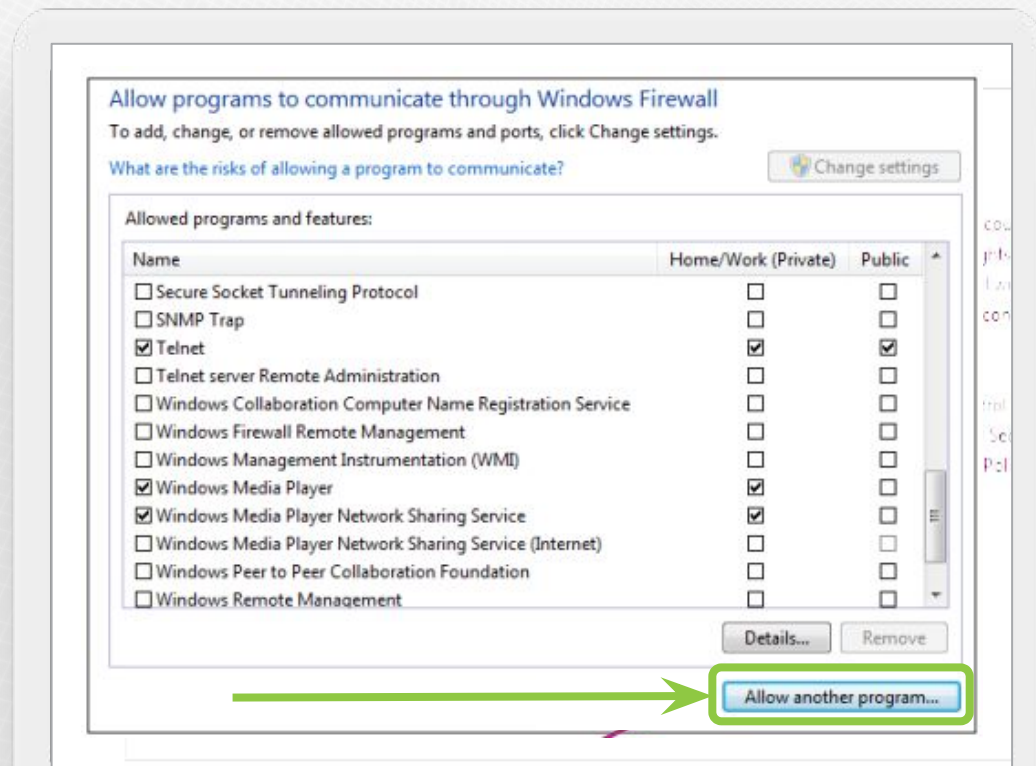 Allow programs to communicate through Windows Firewall
To add, change, or remove allowed programs and ports, click Change settings.
What are the risks of allowing a program to communicate?
Change settings
Allowed programs and features:
Name Home/Work (Private) Public
Secure Socket Tunneling Protocol
SNMP Trap
Telnet
Telnet server Remote Administration
Windows Collaboration Computer Name Registration Service
Windows Firewall Remote Management
Windows Management Instrumentation (WMI)
Windows Media Player
Windows Media Player Network Sharing Service
Windows Media Player Network Sharing Service (Internet)
Windows Peer to Peer Collaboration Foundation
Windows Remote Management
Details... Remove
Allow another program...